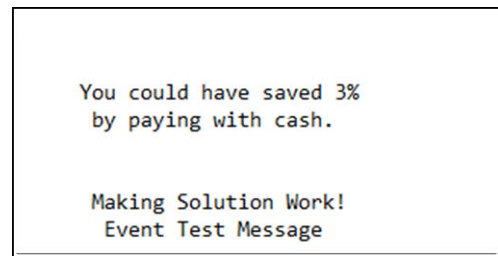 You could have saved 3%
by paying with cash.
Making Solution Work!
Event Test Message